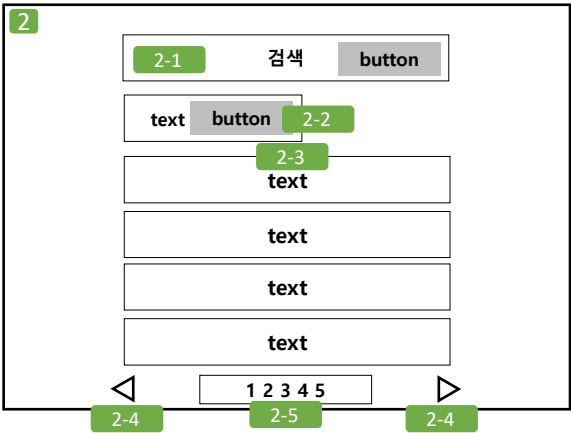 2
2-1 검색 button
text button 2-2
2-3
text
text
text
text
1 2 3 4 5
2-4 2-5 2-4